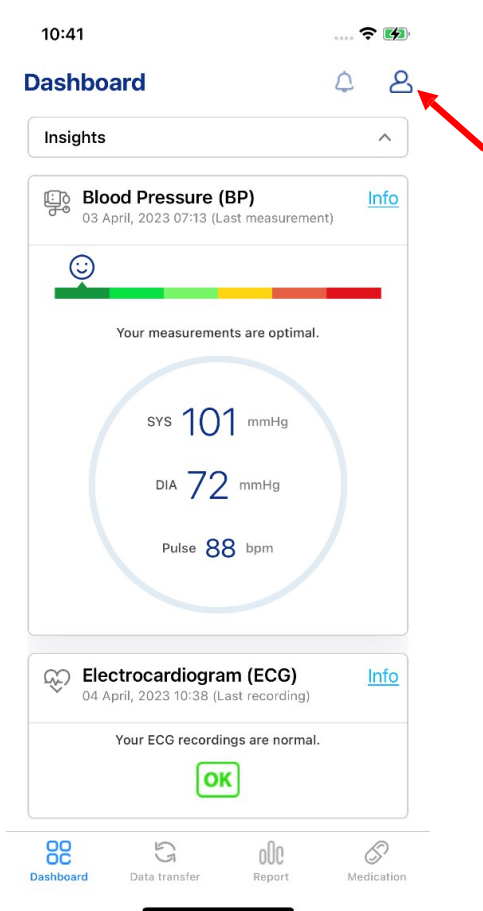 10:41
Dashboard
Insights
Blood Pressure (BP)
Info
03 April, 2023 07:13 (Last measurement)
Your measurements are optimal.
SYS 101 mmHg
DIA 72 mmHg
Pulse 88 bpm
Electrocardiogram (ECG)
Info
04 April, 2023 10:38 (Last recording)
Your ECG recordings are normal.
OK
Dashboard Data transfer Report Medication